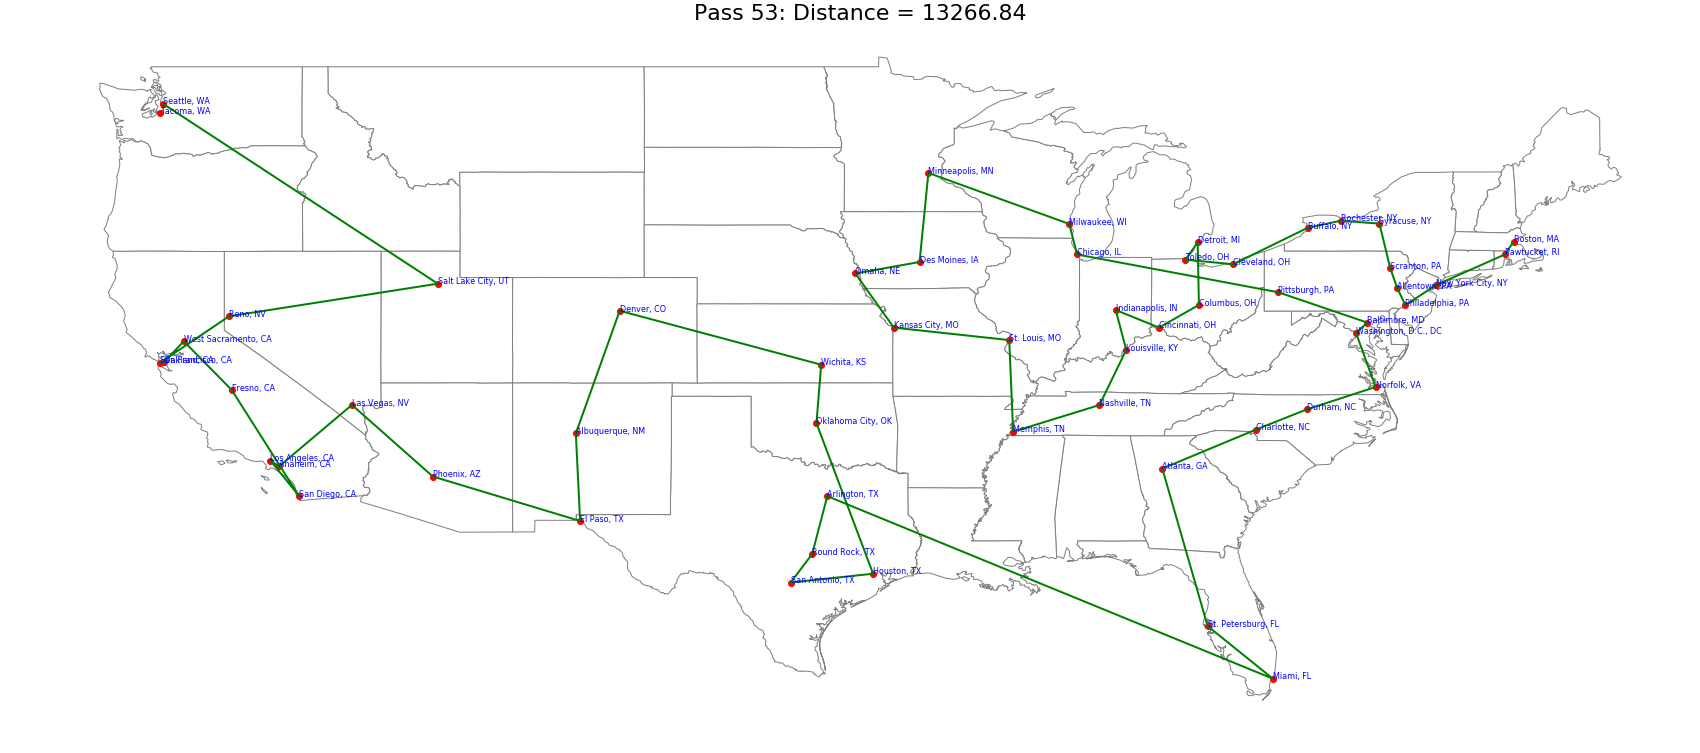 Pass 53: Distance = 13266.84
Seattle, WA
Tacoma, WA
Minneapolis, MN
Milwaukee, WI
Rochester, NY
Syracuse, NY
Buffalo, NY
Detroit, MI
Boston, MA
Chicago, IL
Toledo, OH
Cleveland, OH
Pawtucket, RI
Des Moines, IA
Scranton, PA
Omaha, NE
Salt Lake City, UT
Allentown, PA
New York City, NY
Pittsburgh, PA
Denver, CO
Indianapolis, IN
Columbus, OH
Philadelphia, PA
Reno, NV
Kansas City, MO
Cincinnati, OH
Baltimore, MD
Washington, D.C., DC
West Sacramento, CA
St. Louis, MO
Louisville, KY
Oakland, CA
Wichita, KS
Fresno, CA
Norfolk, VA
Las Vegas, NV
Nashville, TN
Durham, NC
Oklahoma City, OK
Albuquerque, NM
Memphis, TN
Charlotte, NC
Los Angeles, CA
Anaheim, CA
Atlanta, GA
Phoenix, AZ
San Diego, CA
Arlington, TX
El Paso, TX
Round Rock, TX
Houston, TX
San Antonio, TX
St. Petersburg, FL
Miami, FL